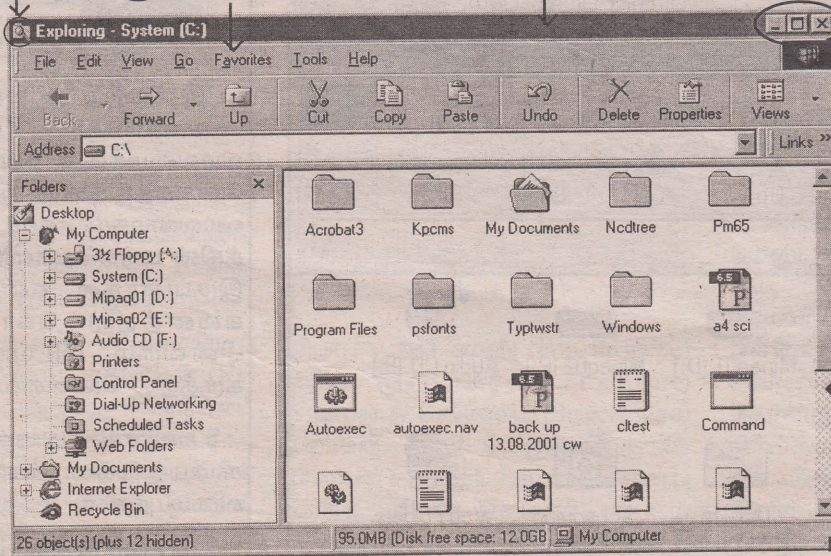 Exploring - System (C:)
File Edit View Go Favorites Tools Help
Back Forward Up Cut Copy Paste Undo Delete Properties Views
Address C:\ Links »
Folders
Desktop
My Computer
3½ Floppy (A:)
System (C:)
Mipaq01 (D:)
Mipaq02 (E:)
Audio CD (F:)
Printers
Control Panel
Dial-Up Networking
Scheduled Tasks
Web Folders
My Documents
Internet Explorer
Recycle Bin
Acrobat3 Kpcms My Documents Ncdtree Pm65
6.5 P
Program Files psfonts Typtwstr Windows a4 sci
6.5 P
Autoexec autoexec.nav back up cltest Command
13.08.2001 cw
26 object(s) (plus 12 hidden) 95.0MB (Disk free space: 12.0GB My Computer